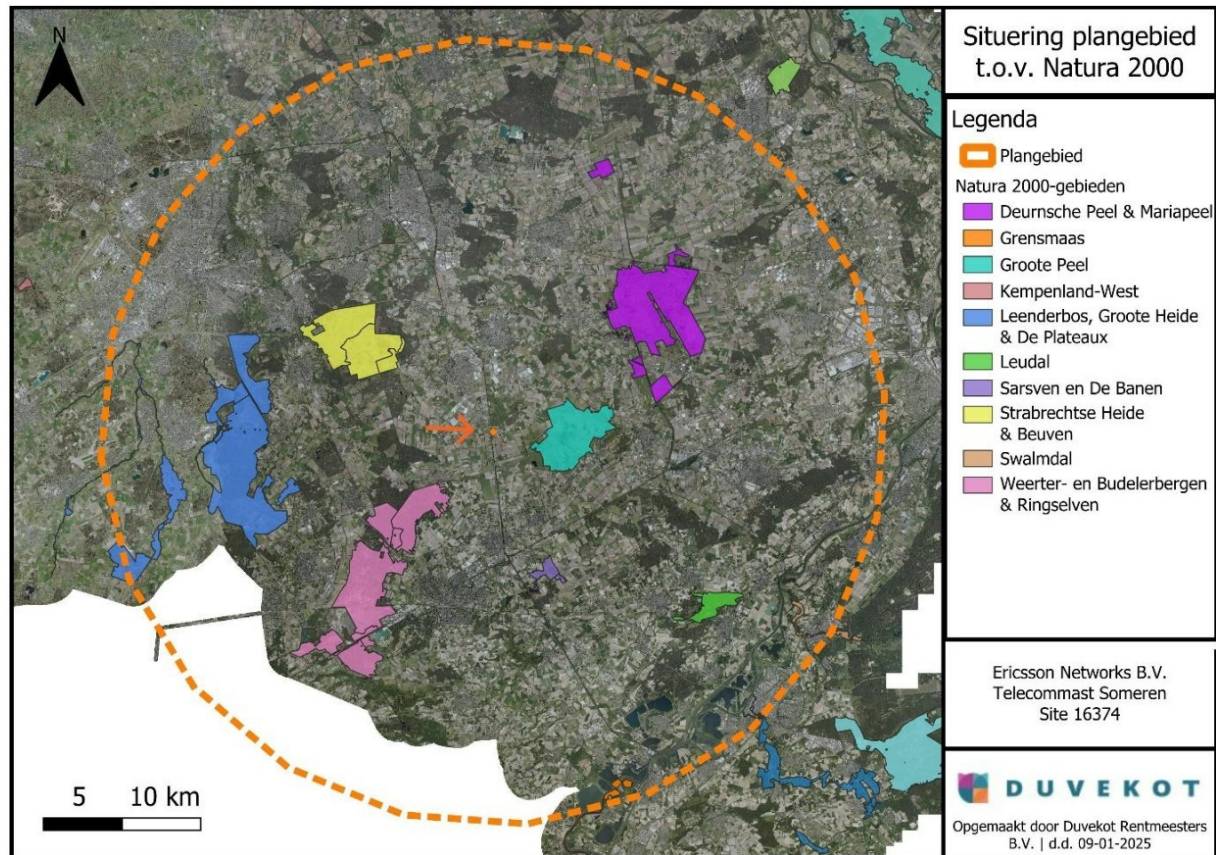 N
5
10 km
Situering plangebied
t.o.v. Natura 2000
Legenda
Plangebied
Natura 2000-gebieden
Deurnsche Peel & Mariapeel
Grensmaas
Groote Peel
Kempenland-West
Leenderbos, Groote Heide
& De Plateaux
Leudal
Sarsven en De Banen
Strabrechtse Heide
& Beuven
Swalmdal
Weerter- en Budelerbergen
& Ringselven
Ericsson Networks B.V.
Telecommast Someren
Site 16374
DUVEKOT
Opgemaakt door Duvekot Rentmeesters
B.V. | d.d. 09-01-2025